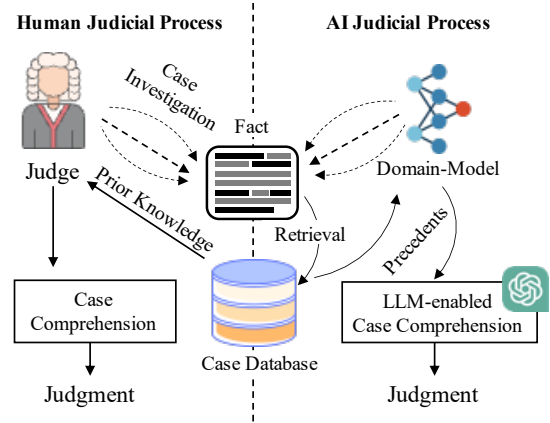 Human Judicial Process
AI Judicial Process
Case
Investigation
Fact
Judge
Domain-Model
Prior Knowledge
Retrieval
Precedents
Case
Comprehension
Case Database
LLM-enabled
Case Comprehension
Judgment
Judgment